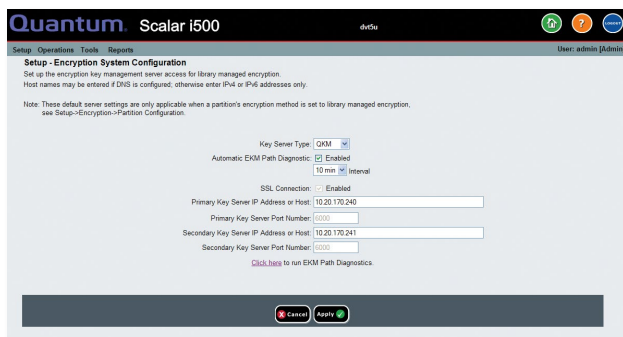 Quantum. Scalar i500
dvt5u
LOGOUT
Setup Operations Tools Reports
User: admin [Admin
Setup - Encryption System Configuration
Set up the encryption key management server access for library managed encryption.
Host names may be entered if DNS is configured; otherwise enter IPv4 or IPv6 addresses only.
Note: These default server settings are only applicable when a partition's encryption method is set to library managed encryption,
see Setup->Encryption->Partition Configuration.
Key Server Type: QKM
Automatic EKM Path Diagnostic: Enabled
10 min Interval
SSL Connection: Enabled
Primary Key Server IP Address or Host: 10.20.170.240
Primary Key Server Port Number: 6000
Secondary Key Server IP Address or Host: 10.20.170.241
Secondary Key Server Port Number: 6000
Click here to run EKM Path Diagnostics.
Cancel Apply